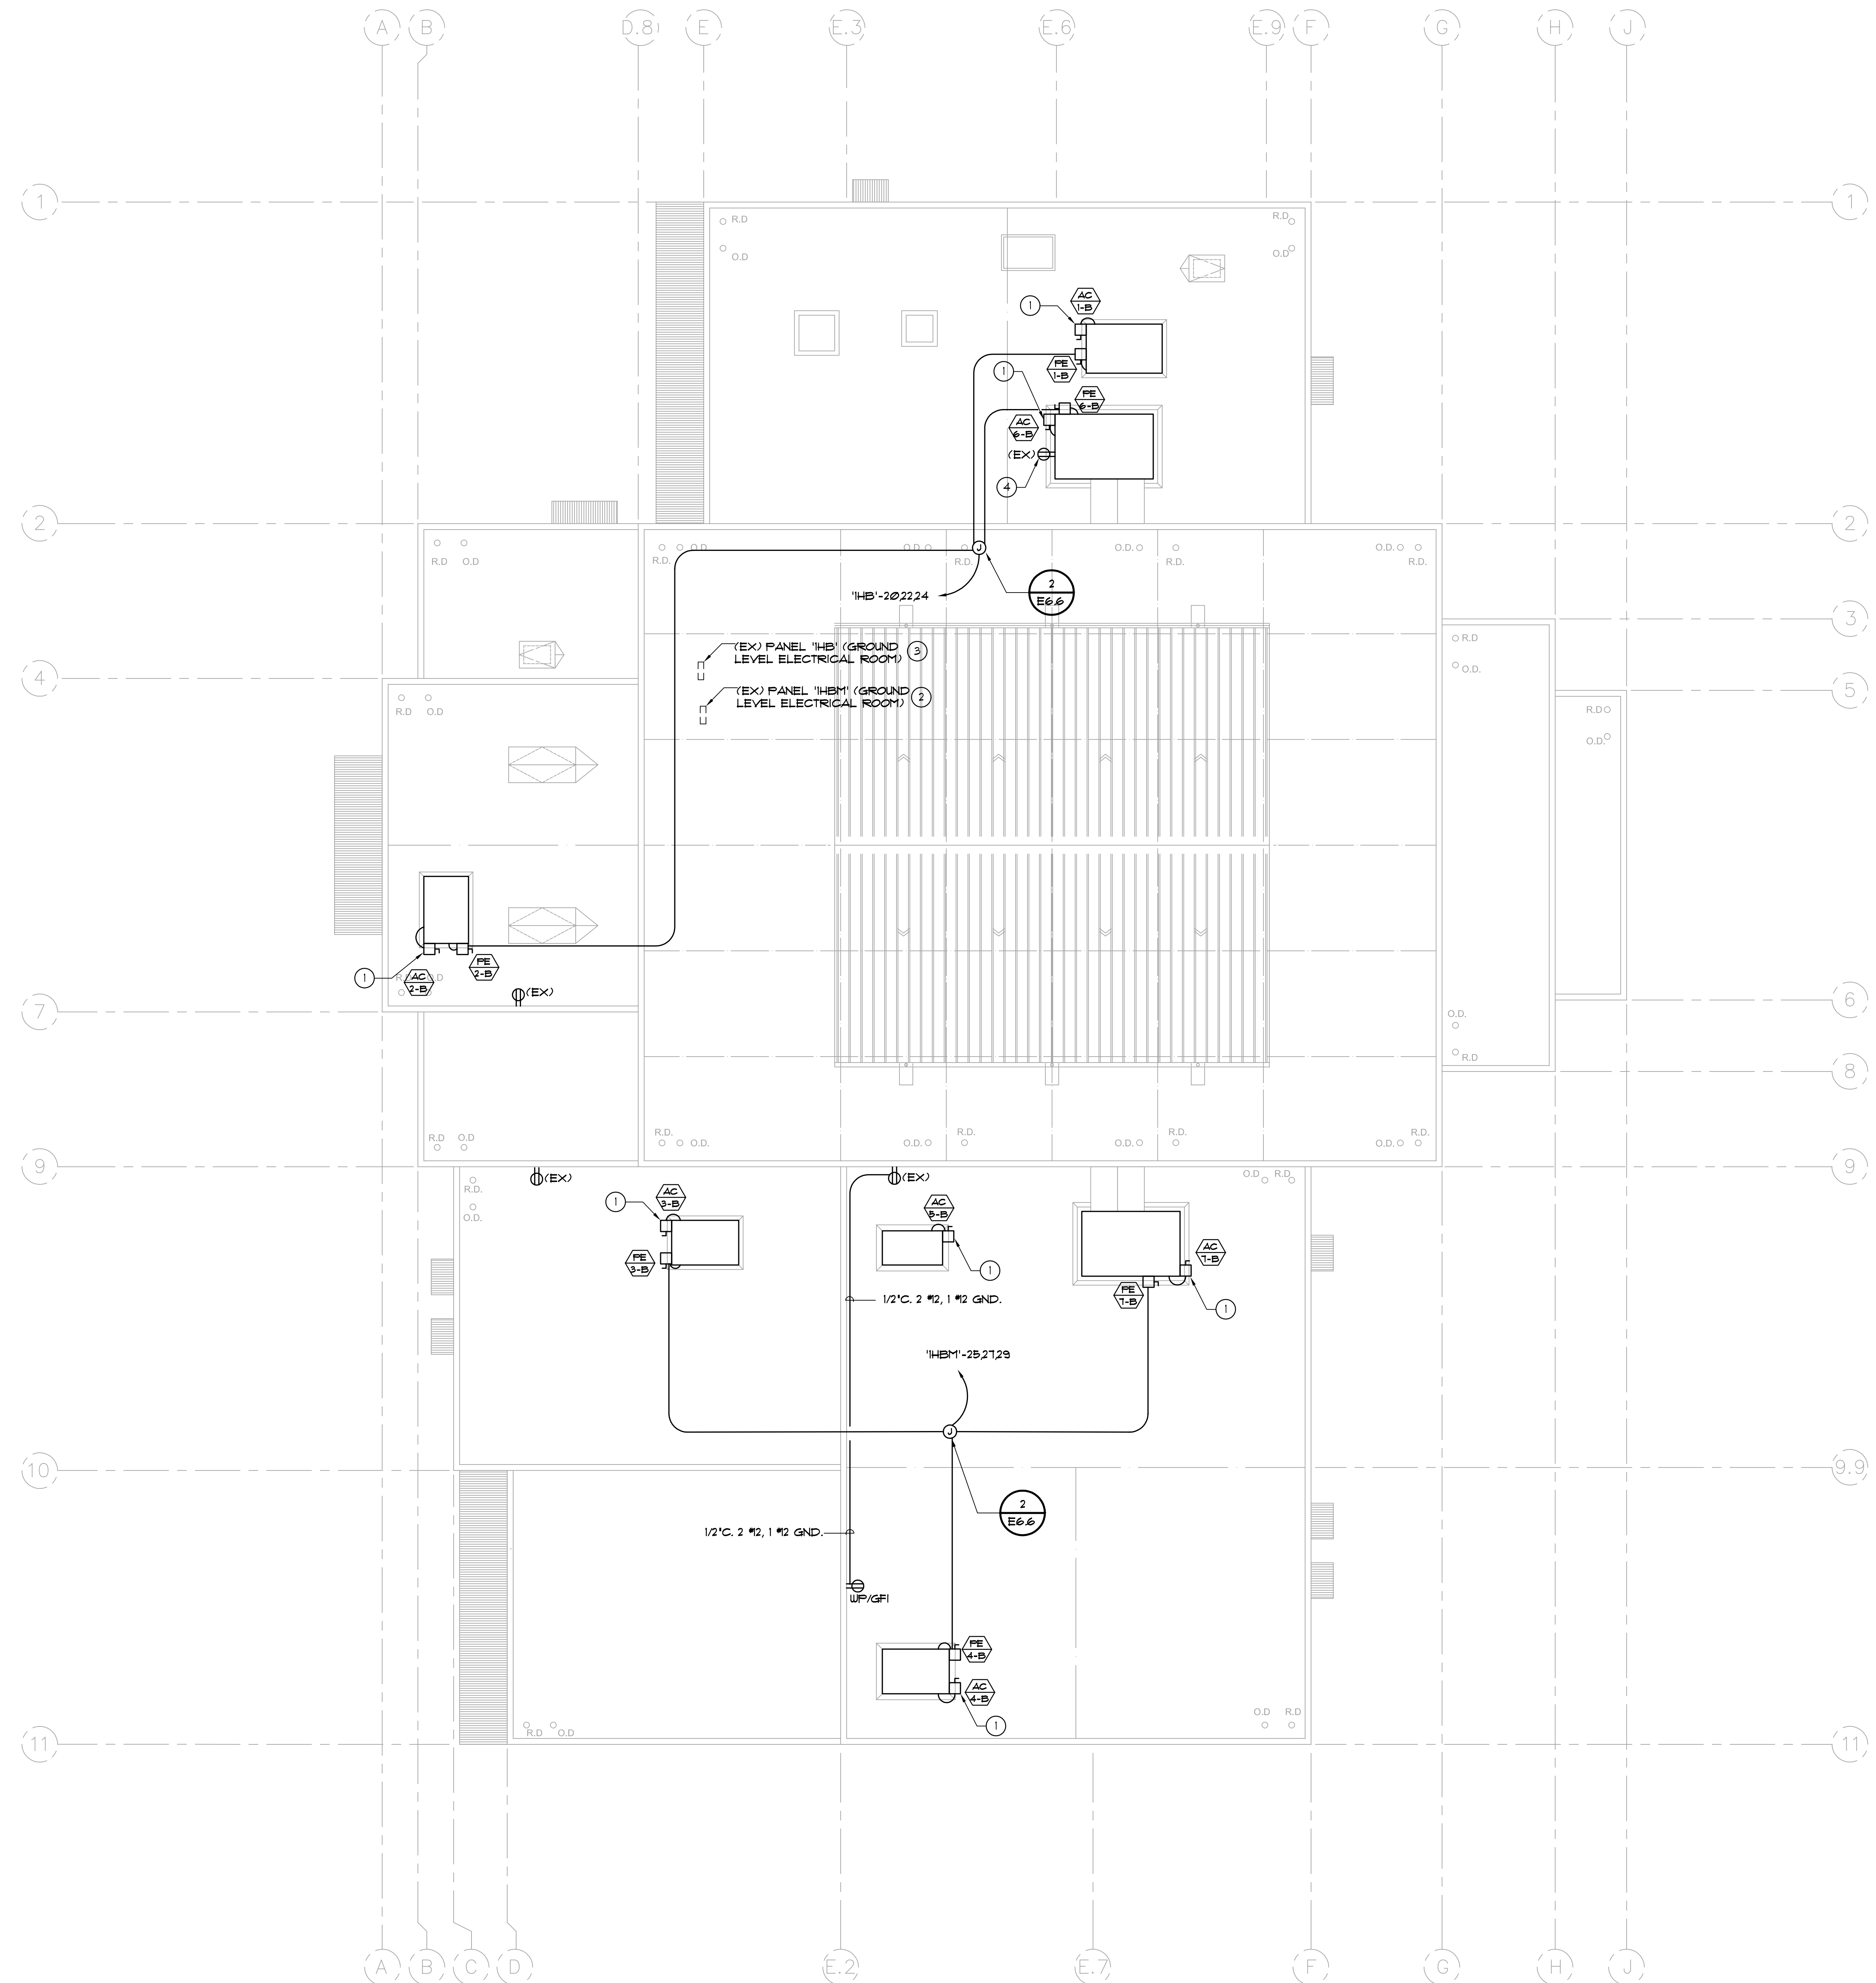 A B D.8 E E.3 E.6 E.9 F G H J
1 1
R.D R.D
O.D O.D
AC
1-B
1
PE
1-B
1
PE
6-B
AC
6-B
(EX)
4
2 2
R.D O.D
R.D. O.D. O.D. R.D. O.D. R.D. O.D. R.D.
J
'1HB'-20,22,24
2
E6.6
3
R.D
O.D.
(EX) PANEL '1HB' (GROUND
LEVEL ELECTRICAL ROOM)
3
4
5
(EX) PANEL '1HBM' (GROUND
LEVEL ELECTRICAL ROOM)
2
R.D O.D
R.D
O.D.
PE
2-B
1
AC
2-B
R.D O.D
(EX)
7
6
O.D.
R.D
8
R.D O.D
R.D. O.D. O.D. R.D. O.D. R.D. O.D. R.D.
9 9
(EX)
(EX)
R.D.
O.D.
O.D R.D.
1
AC
3-B
PE
3-B
AC
5-B
1
AC
7-B
PE
7-B
1
1/2"C. 2 #12, 1 #12 GND.
'1HBM'-25,27,29
J
10
9.9
2
E6.6
1/2"C. 2 #12, 1 #12 GND.
WP/GFI
PE
4-B
AC
4-B
1
R.D O.D
O.D R.D
11 11
A B C D E.2 E.7 F G H J